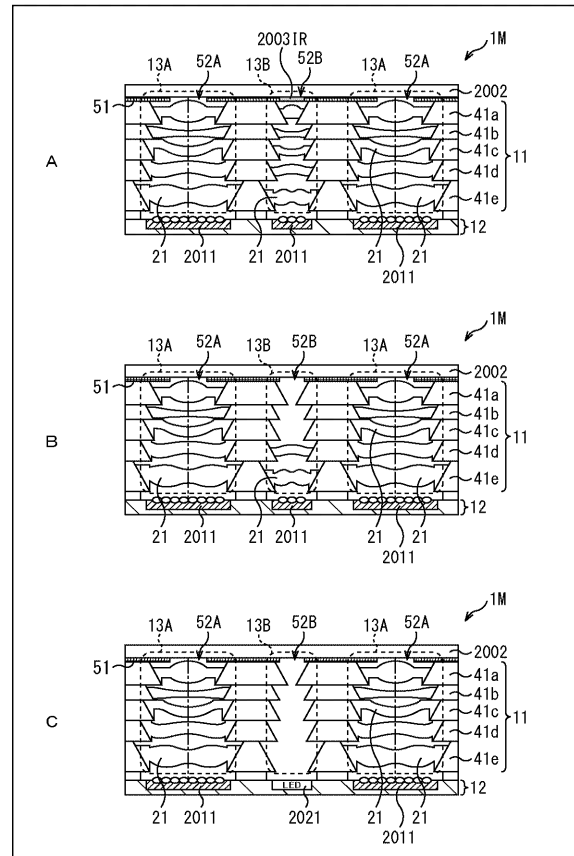 2003IR
1M
13A 52A 13B 52B 13A 52A
2002
51
41a
41b
A 41c 11
41d
41e
12
21 2011 21 2011 21
2011
1M
13A 52A 13B 52B 13A 52A
2002
51
41a
41b
B 41c 11
41d
41e
12
21 2011 21 2011 21
2011
1M
13A 52A 13B 52B 13A 52A
2002
51
41a
41b
C 41c 11
41d
41e
LED 12
21 2011 2021 21
2011